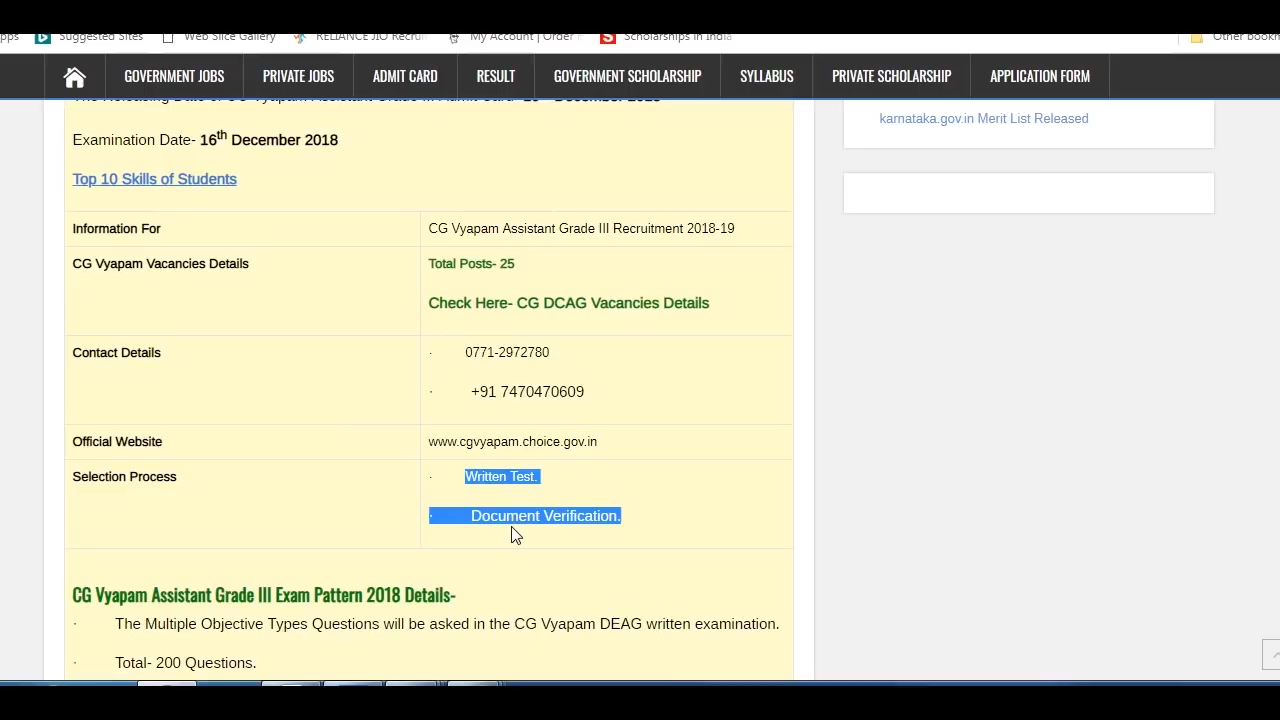 Suggested Sites Web Slice Gallery RELIANCE JIO Recrui My Account | Order Scholarships in India Other bookm
GOVERNMENT JOBS PRIVATE JOBS ADMIT CARD RESULT GOVERNMENT SCHOLARSHIP SYLLABUS PRIVATE SCHOLARSHIP APPLICATION FORM
karnataka.gov.in Merit List Released
Examination Date- 16th December 2018
Top 10 Skills of Students
Information For CG Vyapam Assistant Grade III Recruitment 2018-19
CG Vyapam Vacancies Details Total Posts- 25
Check Here- CG DCAG Vacancies Details
Contact Details · 0771-2972780
· +91 7470470609
Official Website www.cgvyapam.choice.gov.in
Selection Process · Written Test.
· Document Verification.
CG Vyapam Assistant Grade III Exam Pattern 2018 Details-
· The Multiple Objective Types Questions will be asked in the CG Vyapam DEAG written examination.
· Total- 200 Questions.